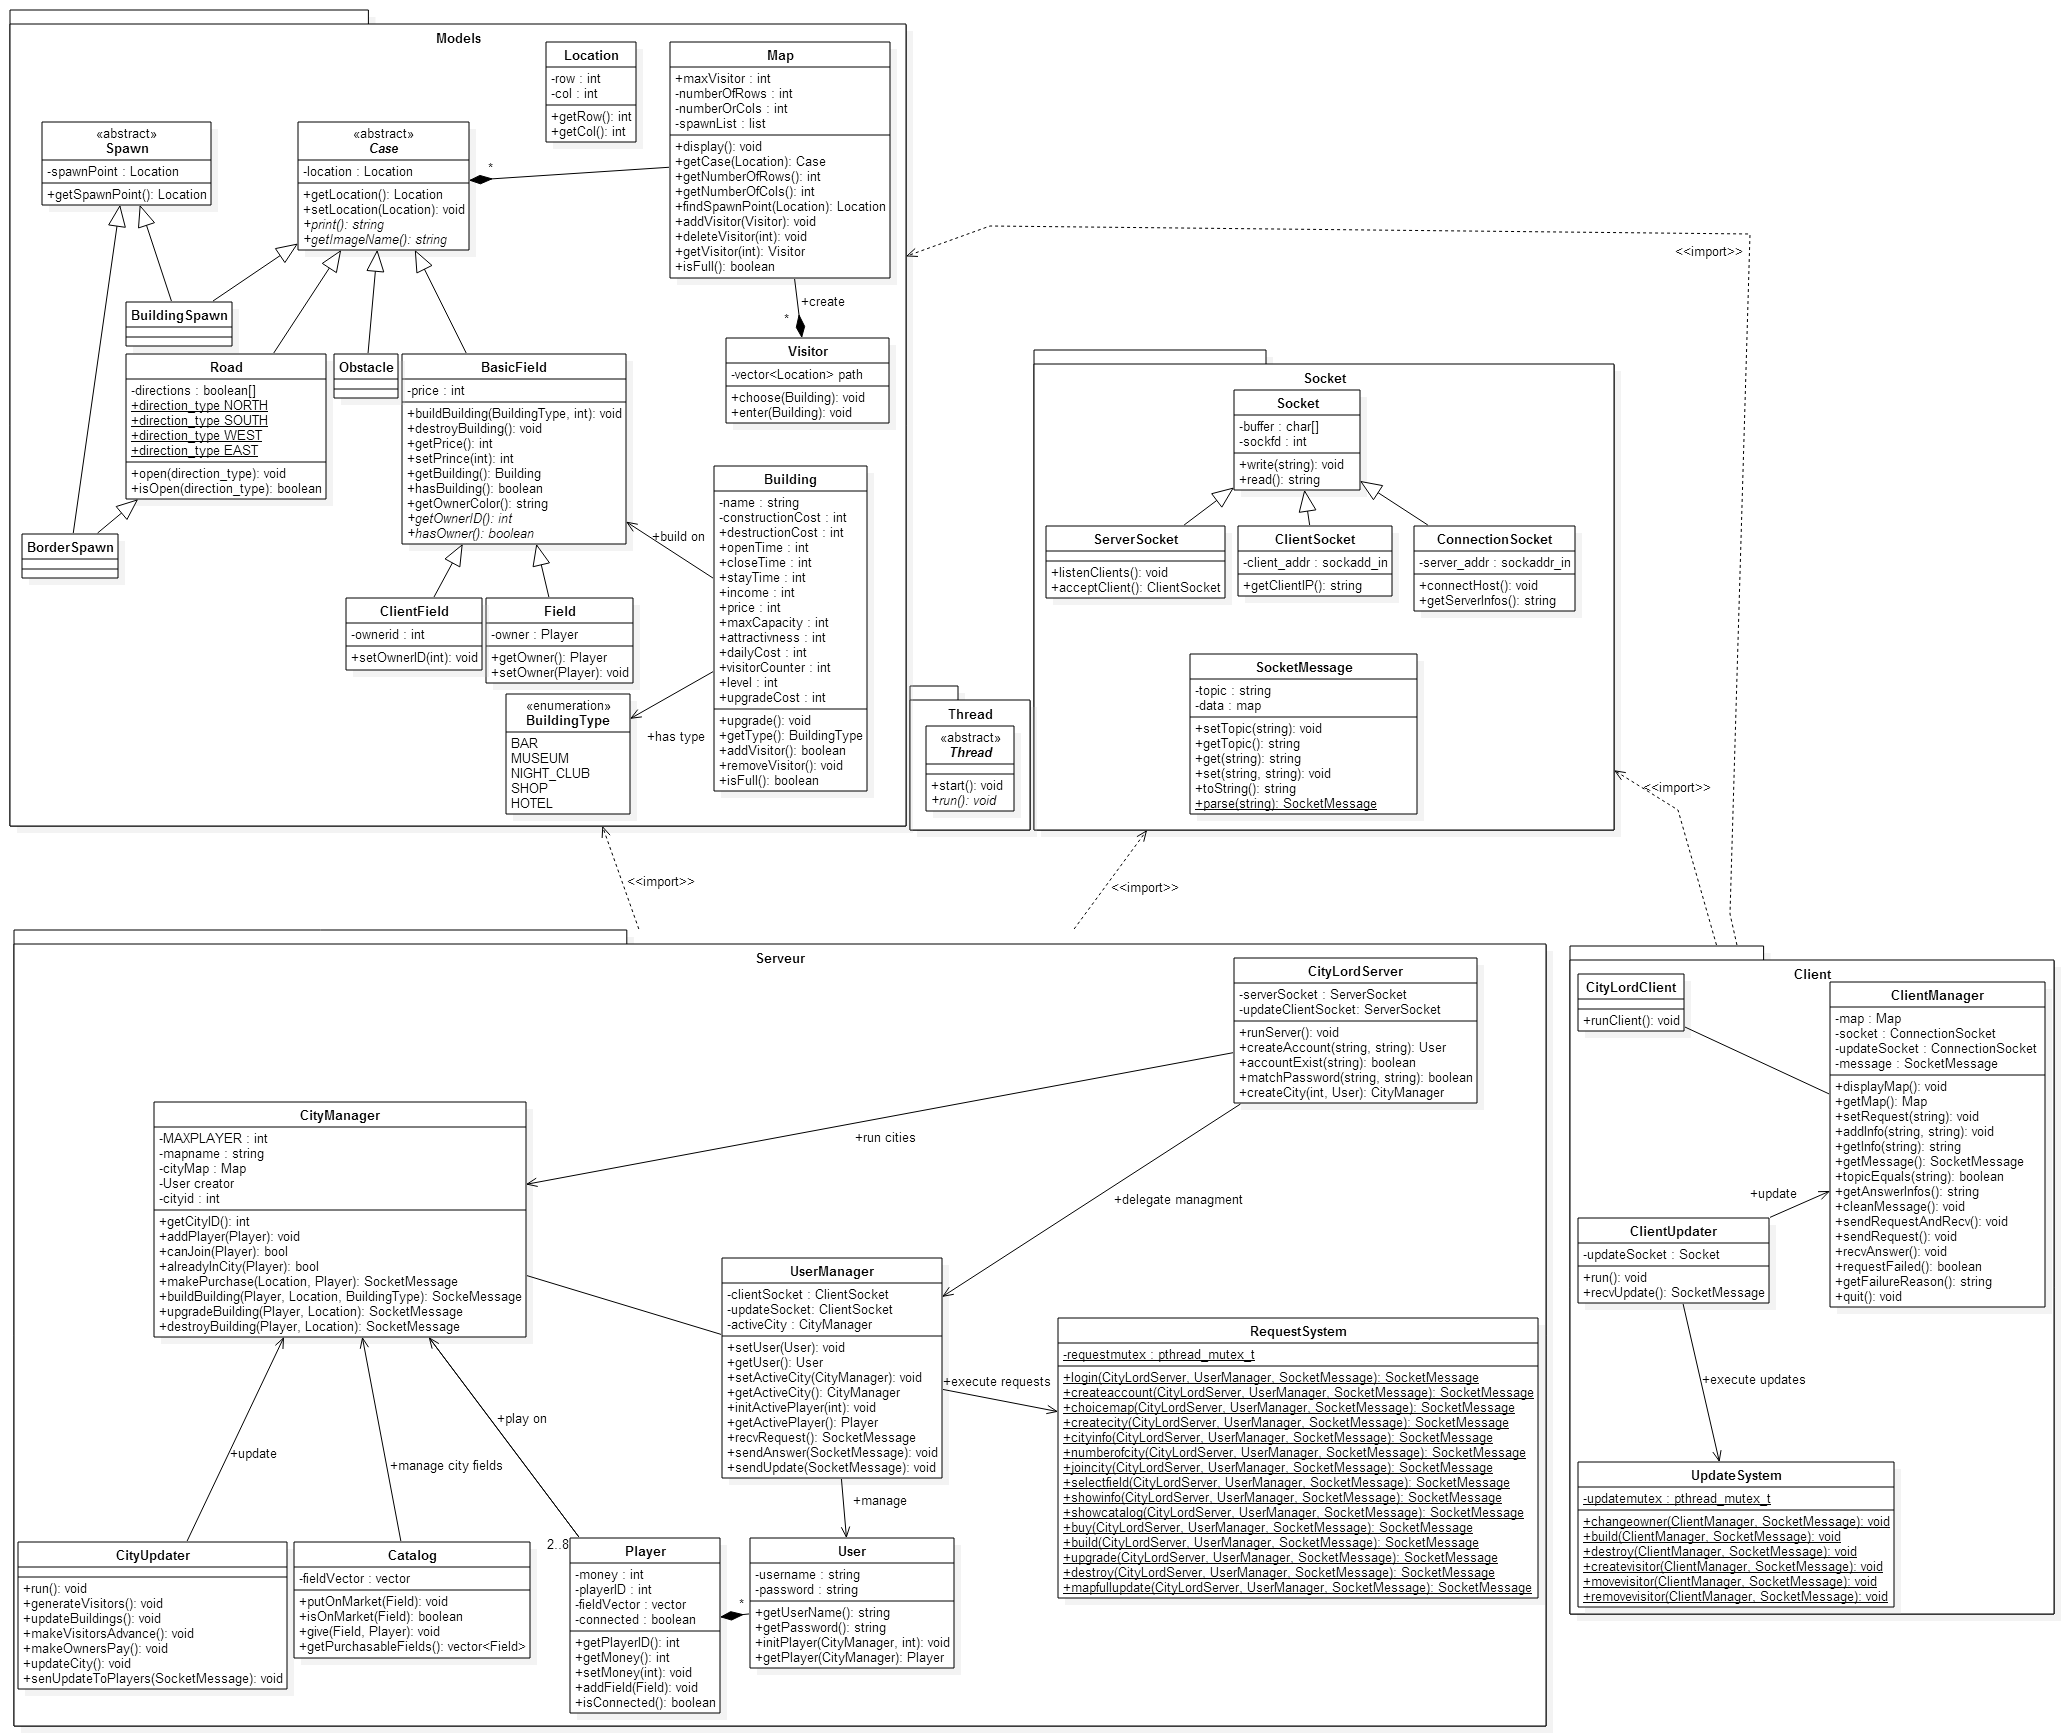 Models
Location
-row : int
-col : int
+getRow(): int
+getCol(): int
Map
+maxVisitor : int
-numberOfRows : int
-numberOrCols : int
-spawnList : list
+display(): void
+getCase(Location): Case
+getNumberOfRows(): int
+getNumberOfCols(): int
+findSpawnPoint(Location): Location
+addVisitor(Visitor): void
+deleteVisitor(int): void
+getVisitor(int): Visitor
+isFull(): boolean
«abstract»
Spawn
-spawnPoint : Location
+getSpawnPoint(): Location
«abstract»
Case
-location : Location
+getLocation(): Location
+setLocation(Location): void
+print(): string
+getImageName(): string
*
+create
*
BuildingSpawn
Road
-directions : boolean[]
+direction_type NORTH
+direction_type SOUTH
+direction_type WEST
+direction_type EAST
+open(direction_type): void
+isOpen(direction_type): boolean
Obstacle
BasicField
-price : int
+buildBuilding(BuildingType, int): void
+destroyBuilding(): void
+getPrice(): int
+setPrince(int): int
+getBuilding(): Building
+hasBuilding(): boolean
+getOwnerColor(): string
+getOwnerID(): int
+hasOwner(): boolean
Visitor
-vector<Location> path
+choose(Building): void
+enter(Building): void
BorderSpawn
+build on
Building
-name : string
-constructionCost : int
+destructionCost : int
+openTime : int
+closeTime : int
+stayTime : int
+income : int
+price : int
+maxCapacity : int
+attractivness : int
+dailyCost : int
+visitorCounter : int
+level : int
+upgradeCost : int
+upgrade(): void
+getType(): BuildingType
+addVisitor(): boolean
+removeVisitor(): void
+isFull(): boolean
ClientField
-ownerid : int
+setOwnerID(int): void
Field
-owner : Player
+getOwner(): Player
+setOwner(Player): void
«enumeration»
BuildingType
BAR
MUSEUM
NIGHT_CLUB
SHOP
HOTEL
+has type
Thread
«abstract»
Thread
+start(): void
+run(): void
Socket
Socket
-buffer : char[]
-sockfd : int
+write(string): void
+read(): string
ServerSocket
+listenClients(): void
+acceptClient(): ClientSocket
ClientSocket
-client_addr : sockadd_in
+getClientIP(): string
ConnectionSocket
-server_addr : sockaddr_in
+connectHost(): void
+getServerInfos(): string
SocketMessage
-topic : string
-data : map
+setTopic(string): void
+getTopic(): string
+get(string): string
+set(string, string): void
+toString(): string
+parse(string): SocketMessage
<<import>>
<<import>>
<<import>>
<<import>>
Serveur
CityLordServer
-serverSocket : ServerSocket
-updateClientSocket: ServerSocket
+runServer(): void
+createAccount(string, string): User
+accountExist(string): boolean
+matchPassword(string, string): boolean
+createCity(int, User): CityManager
+run cities
+delegate managment
CityManager
-MAXPLAYER : int
-mapname : string
-cityMap : Map
-User creator
-cityid : int
+getCityID(): int
+addPlayer(Player): void
+canJoin(Player): bool
+alreadyInCity(Player): bool
+makePurchase(Location, Player): SocketMessage
+buildBuilding(Player, Location, BuildingType): SockeMessage
+upgradeBuilding(Player, Location): SocketMessage
+destroyBuilding(Player, Location): SocketMessage
UserManager
-clientSocket : ClientSocket
-updateSocket: ClientSocket
-activeCity : CityManager
+setUser(User): void
+getUser(): User
+setActiveCity(CityManager): void
+getActiveCity(): CityManager
+initActivePlayer(int): void
+getActivePlayer(): Player
+recvRequest(): SocketMessage
+sendAnswer(SocketMessage): void
+sendUpdate(SocketMessage): void
+execute requests
RequestSystem
-requestmutex : pthread_mutex_t
+login(CityLordServer, UserManager, SocketMessage): SocketMessage
+createaccount(CityLordServer, UserManager, SocketMessage): SocketMessage
+choicemap(CityLordServer, UserManager, SocketMessage): SocketMessage
+createcity(CityLordServer, UserManager, SocketMessage): SocketMessage
+cityinfo(CityLordServer, UserManager, SocketMessage): SocketMessage
+numberofcity(CityLordServer, UserManager, SocketMessage): SocketMessage
+joincity(CityLordServer, UserManager, SocketMessage): SocketMessage
+selectfield(CityLordServer, UserManager, SocketMessage): SocketMessage
+showinfo(CityLordServer, UserManager, SocketMessage): SocketMessage
+showcatalog(CityLordServer, UserManager, SocketMessage): SocketMessage
+buy(CityLordServer, UserManager, SocketMessage): SocketMessage
+build(CityLordServer, UserManager, SocketMessage): SocketMessage
+upgrade(CityLordServer, UserManager, SocketMessage): SocketMessage
+destroy(CityLordServer, UserManager, SocketMessage): SocketMessage
+mapfullupdate(CityLordServer, UserManager, SocketMessage): SocketMessage
+update
+manage city fields
+play on
+manage
2..8
*
CityUpdater
+run(): void
+generateVisitors(): void
+updateBuildings(): void
+makeVisitorsAdvance(): void
+makeOwnersPay(): void
+updateCity(): void
+senUpdateToPlayers(SocketMessage): void
Catalog
-fieldVector : vector
+putOnMarket(Field): void
+isOnMarket(Field): boolean
+give(Field, Player): void
+getPurchasableFields(): vector<Field>
Player
-money : int
-playerID : int
-fieldVector : vector
-connected : boolean
+getPlayerID(): int
+getMoney(): int
+setMoney(int): void
+addField(Field): void
+isConnected(): boolean
User
-username : string
-password : string
+getUserName(): string
+getPassword(): string
+initPlayer(CityManager, int): void
+getPlayer(CityManager): Player
Client
CityLordClient
+runClient(): void
ClientManager
-map : Map
-socket : ConnectionSocket
-updateSocket : ConnectionSocket
-message : SocketMessage
+displayMap(): void
+getMap(): Map
+setRequest(string): void
+addInfo(string, string): void
+getInfo(string): string
+getMessage(): SocketMessage
+topicEquals(string): boolean
+getAnswerInfos(): string
+cleanMessage(): void
+sendRequestAndRecv(): void
+sendRequest(): void
+recvAnswer(): void
+requestFailed(): boolean
+getFailureReason(): string
+quit(): void
+update
ClientUpdater
-updateSocket : Socket
+run(): void
+recvUpdate(): SocketMessage
+execute updates
UpdateSystem
-updatemutex : pthread_mutex_t
+changeowner(ClientManager, SocketMessage): void
+build(ClientManager, SocketMessage): void
+destroy(ClientManager, SocketMessage): void
+createvisitor(ClientManager, SocketMessage): void
+movevisitor(ClientManager, SocketMessage): void
+removevisitor(ClientManager, SocketMessage): void